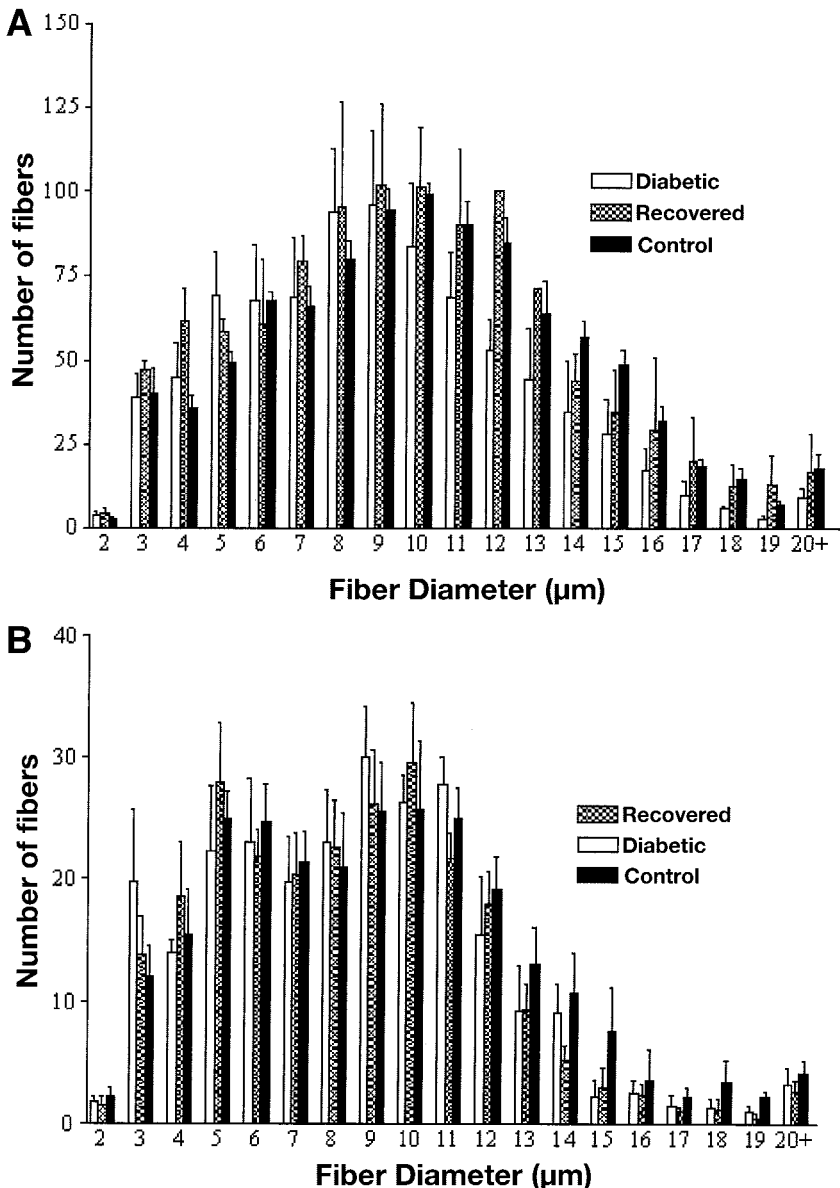 A
150
125
100
75
50
25
0
Number of fibers
Diabetic
Recovered
Control
2 3 4 5 6 7 8 9 10 11 12 13 14 15 16 17 18 19 20+
Fiber Diameter (µm)
B
40
30
20
10
0
Number of fibers
Recovered
Diabetic
Control
2 3 4 5 6 7 8 9 10 11 12 13 14 15 16 17 18 19 20+
Fiber Diameter (µm)